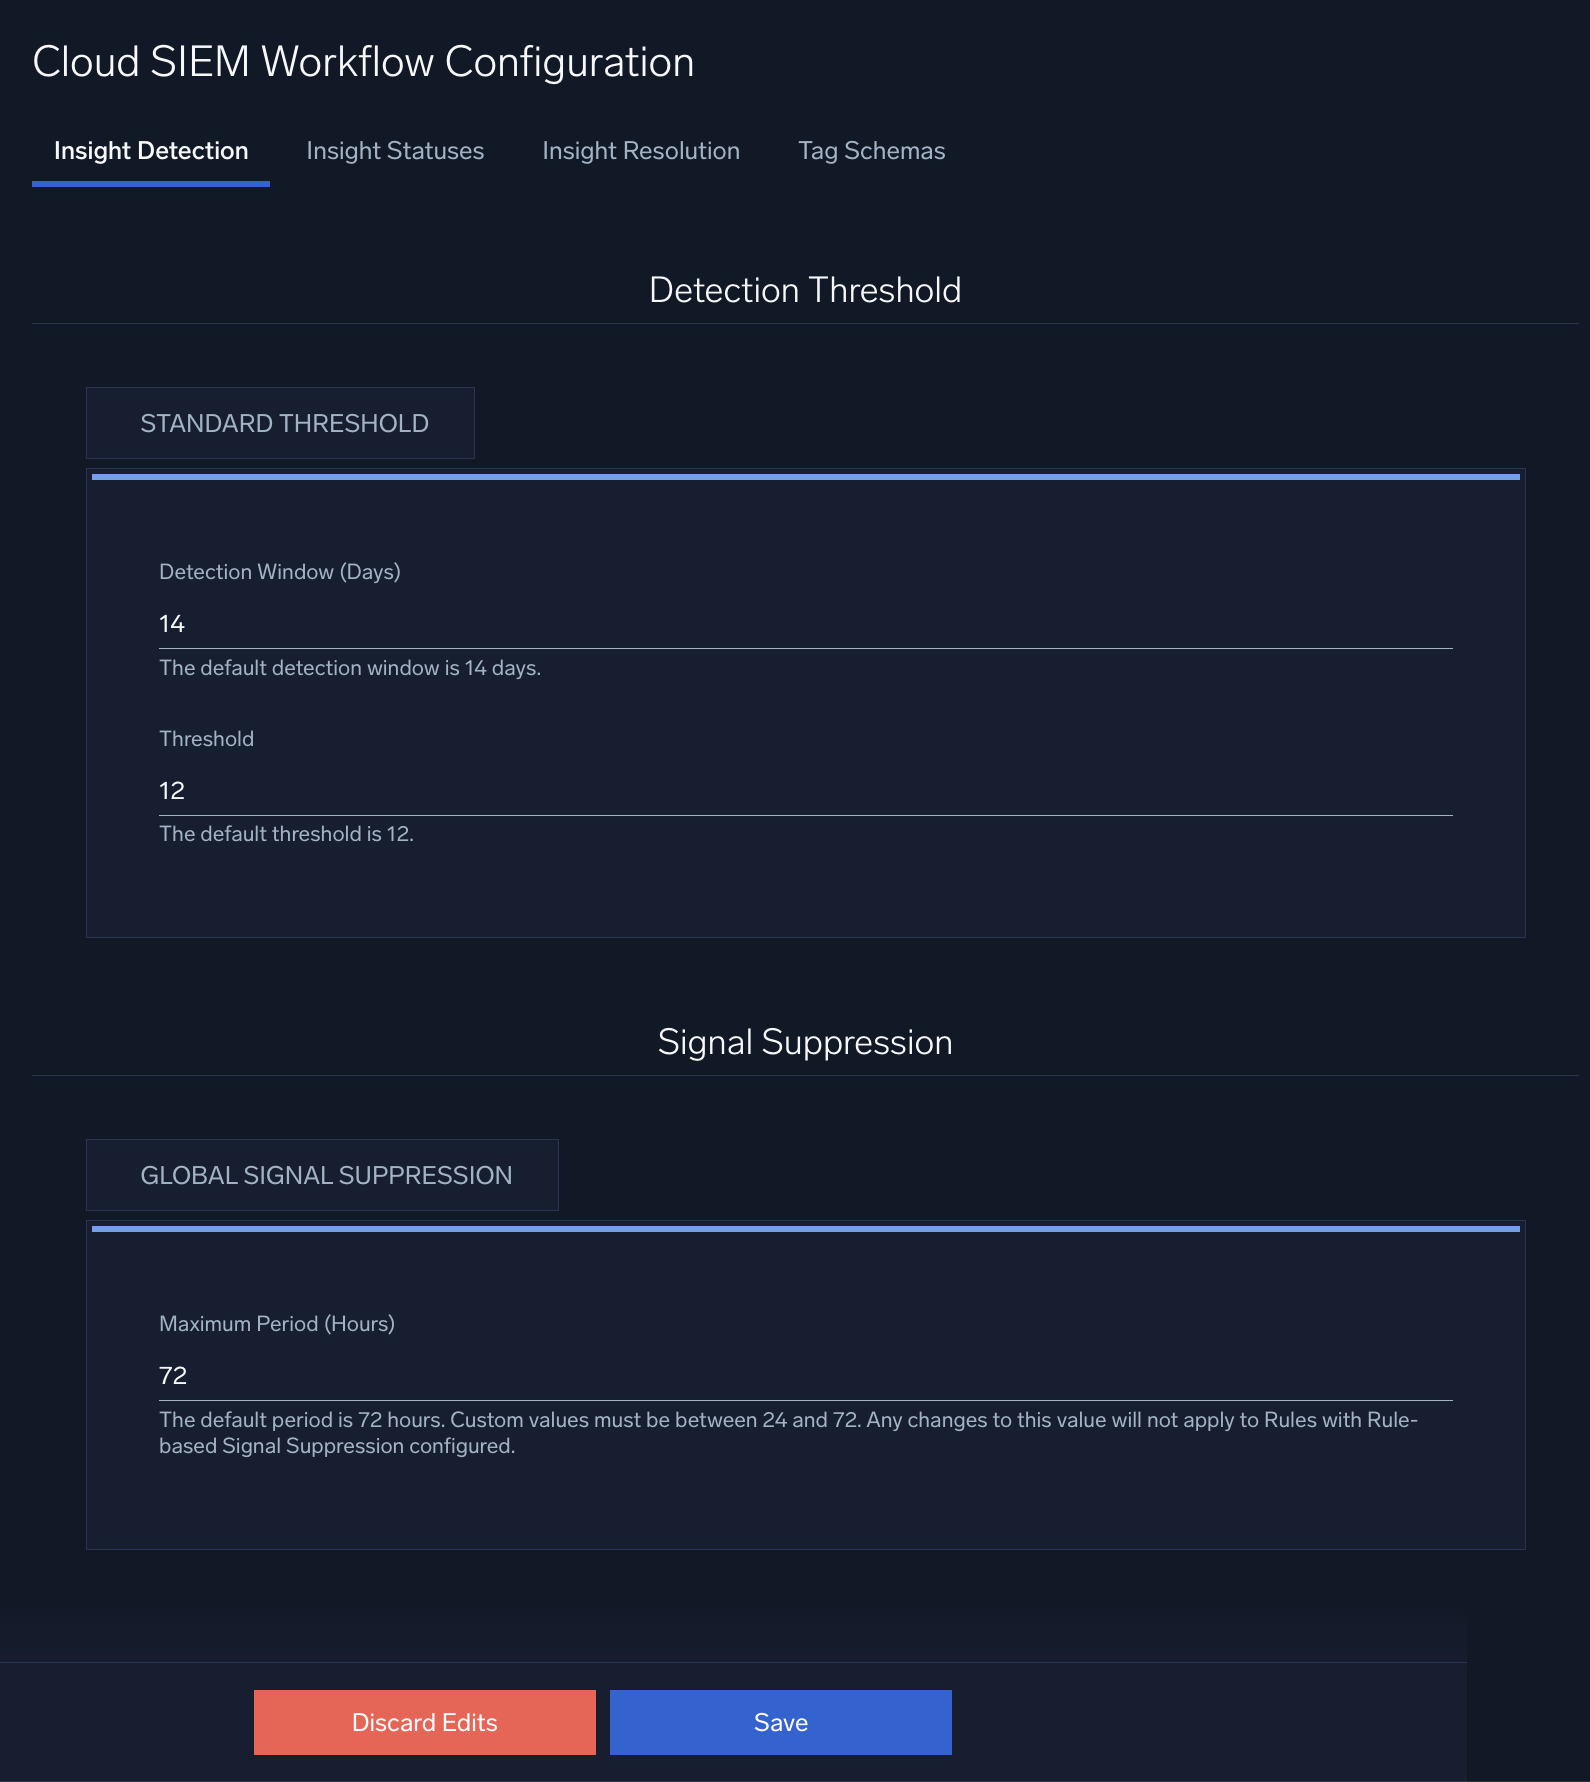 Cloud SIEM Workflow Configuration
Insight Detection Insight Statuses Insight Resolution Tag Schemas
Detection Threshold
STANDARD THRESHOLD
Detection Window (Days)
14
The default detection window is 14 days.
Threshold
12
The default threshold is 12.
Signal Suppression
GLOBAL SIGNAL SUPPRESSION
Maximum Period (Hours)
72
The default period is 72 hours. Custom values must be between 24 and 72. Any changes to this value will not apply to Rules with Rule-
based Signal Suppression configured.
Discard Edits Save